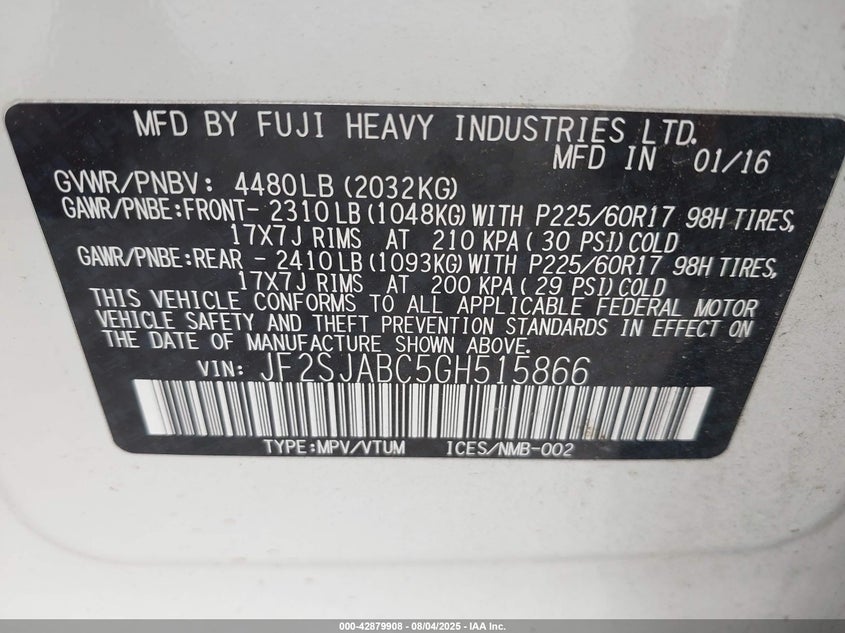 MFD BY FUJI HEAVY INDUSTRIES LTD.
MFD IN 01/16
GVWR/PNBV: 4480LB (2032KG)
GAWR/PNBE:FRONT- 2310LB (1048KG) WITH P225/60R17 98H TIRES,
17X7J RIMS AT 210 KPA ( 30 PSI) COLD
GAWR/PNBE:REAR - 2410LB (1093KG) WITH P225/60R17 98H TIRES,
17X7J RIMS AT 200 KPA ( 29 PSI) COLD
THIS VEHICLE CONFORMS TO ALL APPLICABLE FEDERAL MOTOR
VEHICLE SAFETY AND THEFT PREVENTION STANDARDS IN EFFECT ON
THE DATE OF MANUFACTURE SHOWN ABOVE.
VIN: JF2SJABC5GH515866
TYPE:MPV/VTUM ICES/NMB-002
000-42879908 - 08/04/2025 - IAA Inc.